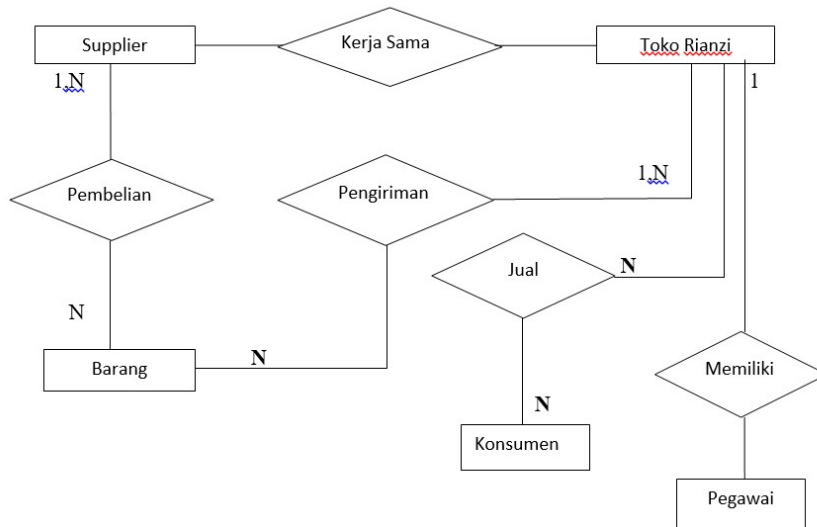 Supplier
Kerja Sama
Toko Rianzi
1,N
1
Pembelian
Pengiriman
1,N
Jual
N
N
Barang
N
Memiliki
N
Konsumen
Pegawai